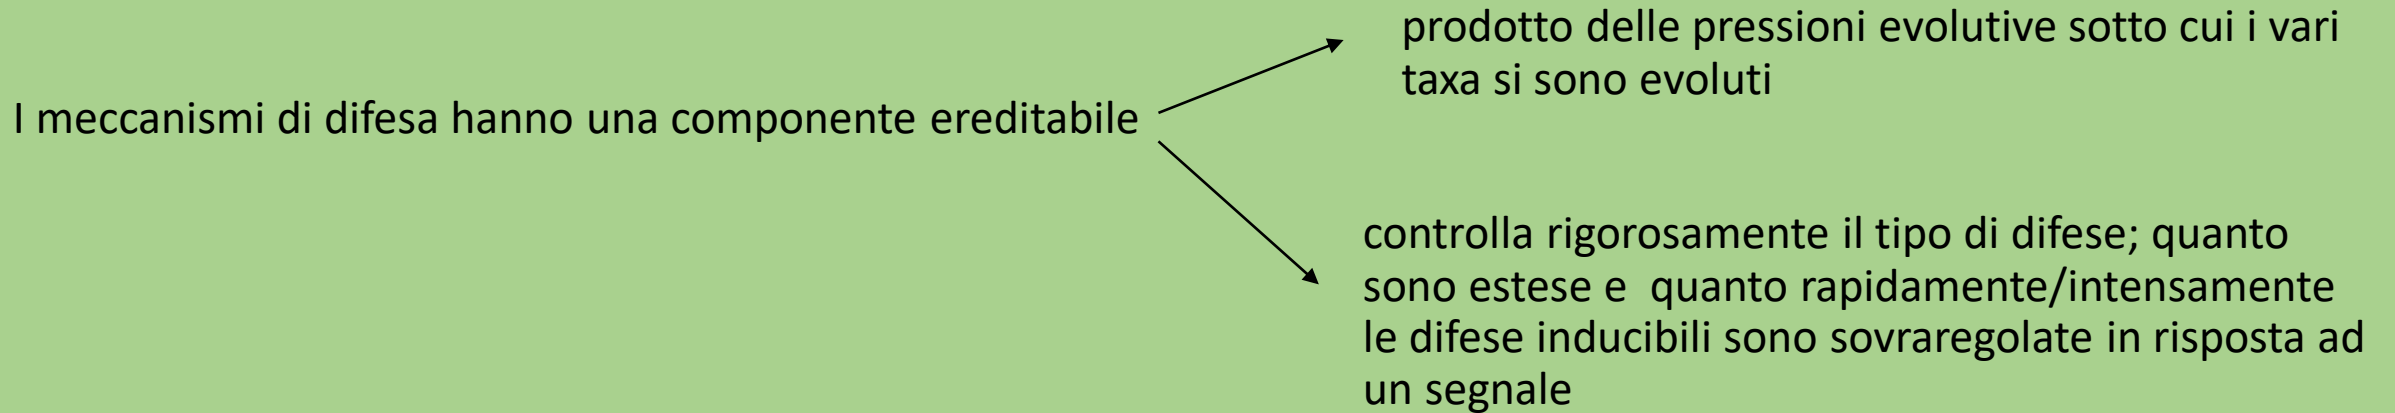 I meccanismi di difesa hanno una componente ereditabile
prodotto delle pressioni evolutive sotto cui i vari
taxa si sono evoluti
controlla rigorosamente il tipo di difese; quanto
sono estese e  quanto rapidamente/intensamente
le difese inducibili sono sovraregolate in risposta ad
un segnale